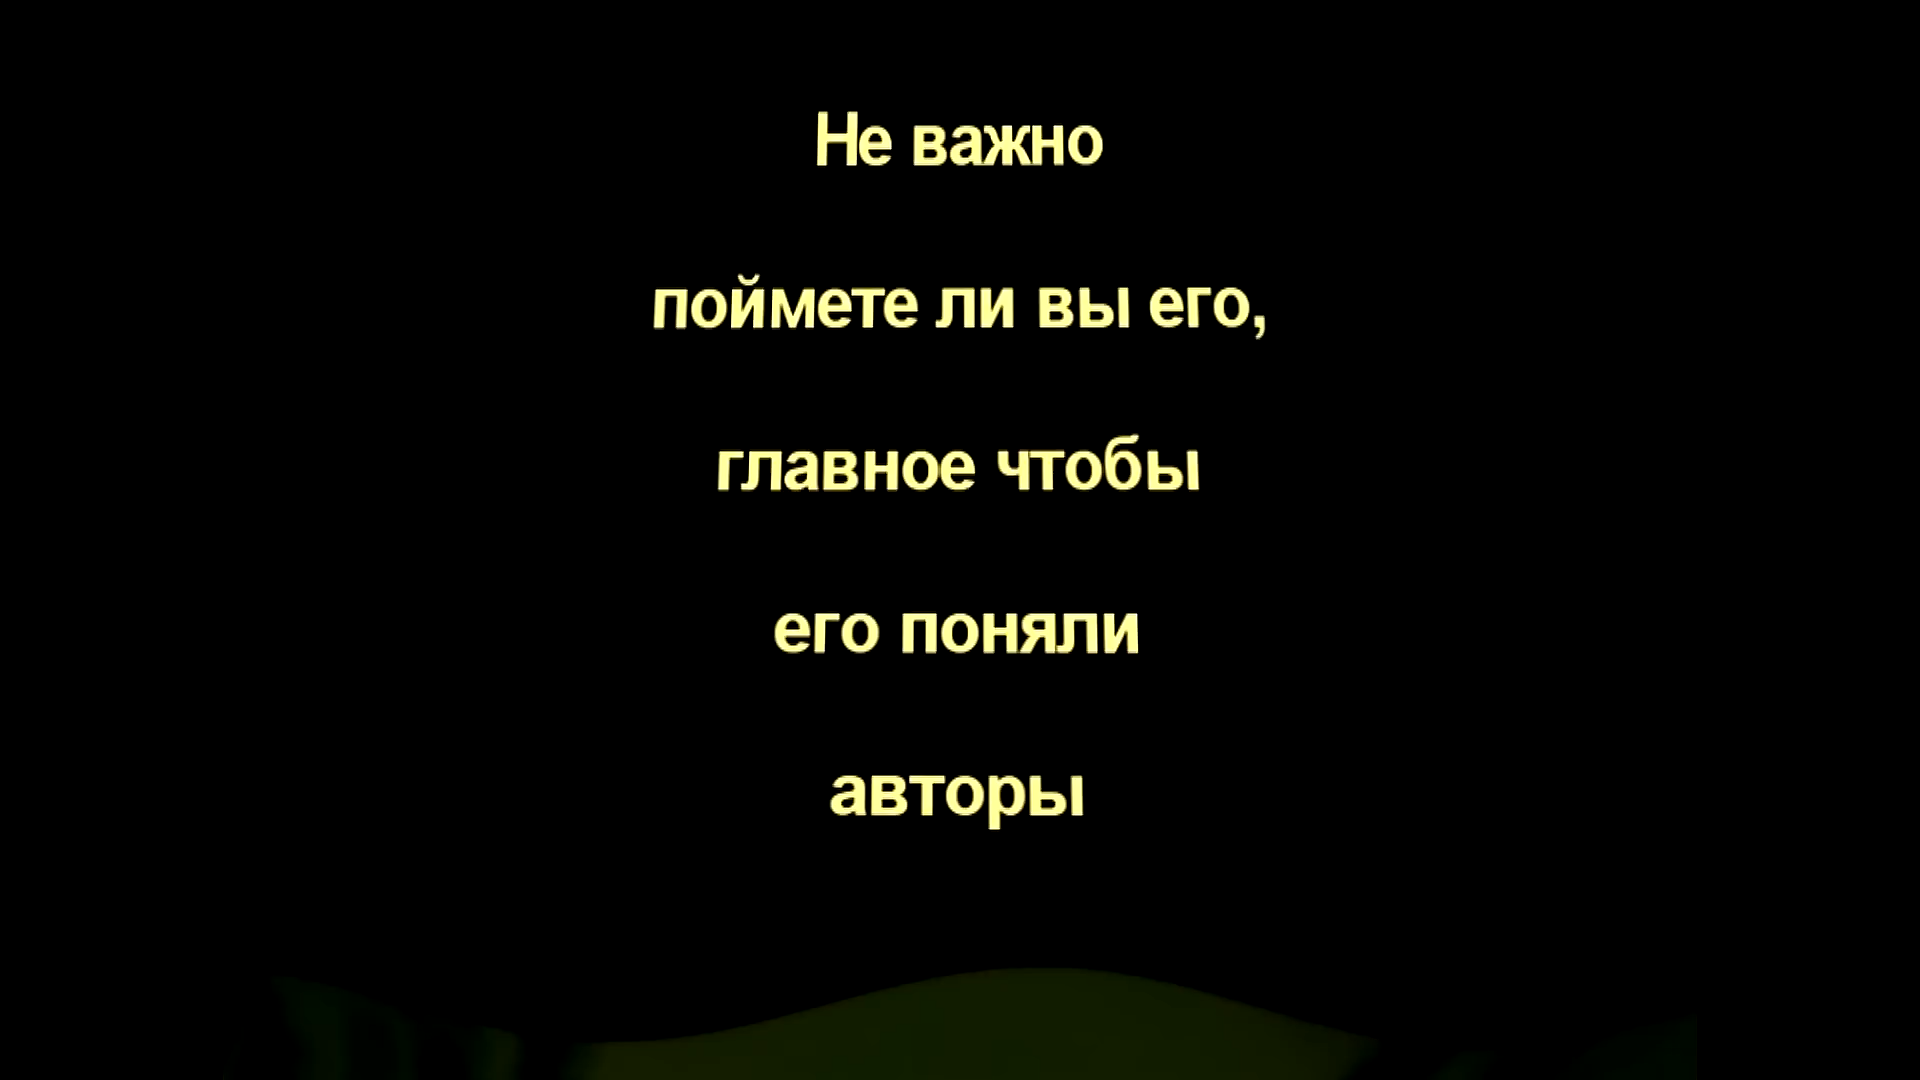 Не важно
поймете ли вы его,
главное чтобы
его поняли
авторы